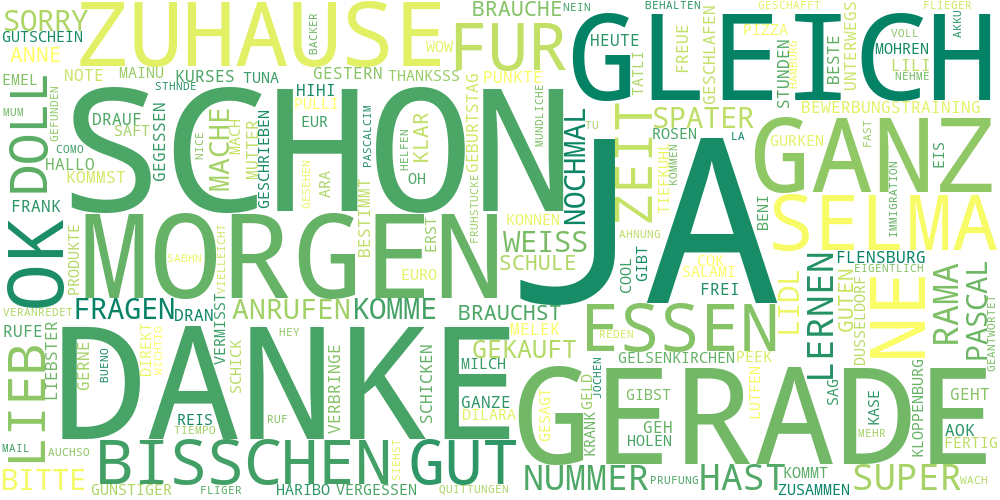 SORRY
GUTSCHEIN
ZUHAUSE
BRAUCHE
NEIN
BEHALTEN
GESCHAFFT
FLIEGER
ANNE
BACKER
WOW
FUR
GLEICH
HEUTE
TATLI
FREUE
GESCHLAFEN
PIZZA
STUNDEN
HAMBURG
BESTE
UNTERWEGS
VOLL
MOHREN
LILI
NEHME
AKKU
EMEL
NOTE
MAINU
KURSES
TUNA
GESTERN
THANKSSS
PUNKTE
STHNDE
HIHI
PULLI
EUR
DOLL
MUM
GEFUNDEN
DRAUF
SAFT
COMO
HALLO
KOMMST
GEGESSEN
SCHON
NICE
MACHE
MACH
MUTTER
GESCHRIEBEN
GESEHEN
ARA
PASCALCIM
HELFEN
KLAR
OH
GEBURTSTAG
FRUHSTUCKE
MUNDLICHE
NOCHMAL
TU
ZEIT
SPATER
ROSEN
TIEFKUHL
KOMMEN
LA
BEWERBUNGSTRAINING
GANZ
GURKEN
FAST
EIS
IMMIGRATION
FRANK
OK
PRODUKTE
MORGEN
SABHN
VIELLEICHT
BESTIMMT
ERST
EURO
KONNEN
WEISS
SCHULE
JA
AHNUNG
COOL
GIBT
COK
SALAMI
FREI
BENI
SELMA
FLENSBURG
EIGENTLICH
VERANREDET
FRAGEN
DRAN
ANRUFEN
KOMME
BRAUCHST
MELEK
ESSEN
REDEN
LIDL
LERNEN
GUTEN
DUSSELDORF
NE
RAMA
PASCAL
GEANTWORTET
RUFE
LIEB
LIEBSTER
GERNE
BUENO
DIREKT
WICHTIG
DANKE
VERMISST
SCHICK
HEY
VERBRINGE
SCHICKEN
GEKAUFT
MILCH
GANZE
DILARA
GELSENKIRCHEN
PEEK
GERADE
GESAGT
KRANK
GELD
JOCHEN
GIBST
GEH
HOLEN
LUTFEN
SAG
MEHR
KASE
KLOPPENBURG
GEHT
AOK
FERTIG
REIS
TIEMPO
RUF
MAIL
AUCHSO
BITTE
BISSCHEN
GUT
SIEHST
GUNSTIGER
FLIGER
HARIBO
VERGESSEN
QUITTUNGEN
NUMMER
PRUFUNG
HAST
KOMMT
ZUSAMMEN
SUPER
WACH